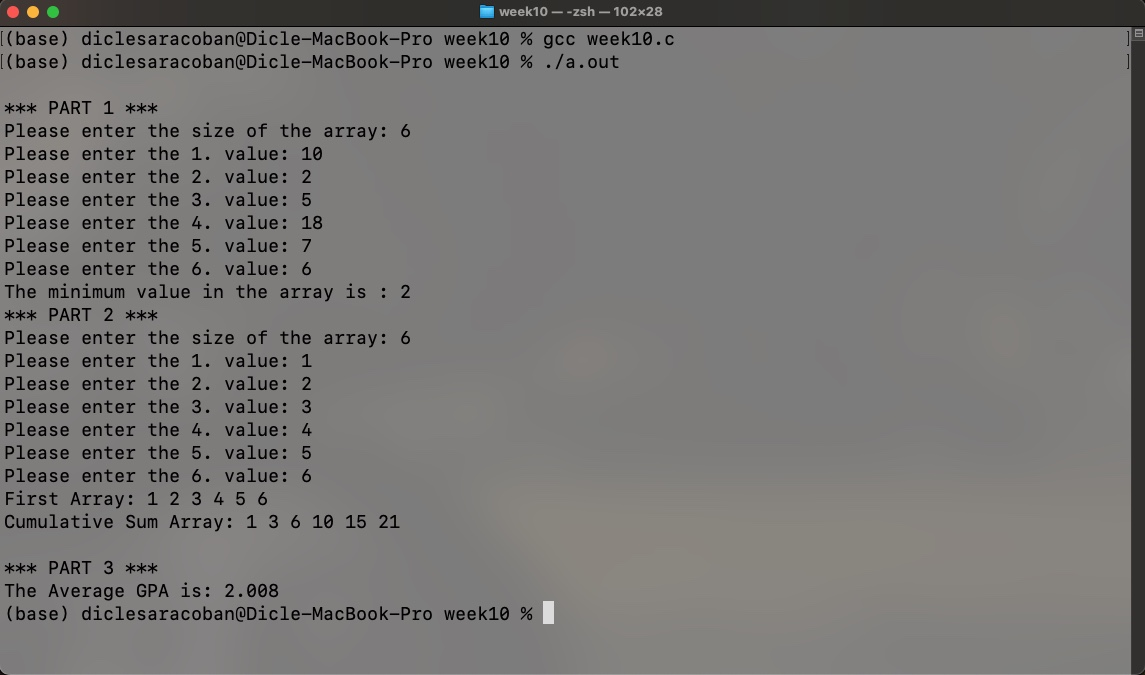 week10 — -zsh — 102×28
[(base) diclesaracoban@Dicle-MacBook-Pro week10 % gcc week10.c ]
[(base) diclesaracoban@Dicle-MacBook-Pro week10 % ./a.out ]
*** PART 1 ***
Please enter the size of the array: 6
Please enter the 1. value: 10
Please enter the 2. value: 2
Please enter the 3. value: 5
Please enter the 4. value: 18
Please enter the 5. value: 7
Please enter the 6. value: 6
The minimum value in the array is : 2
*** PART 2 ***
Please enter the size of the array: 6
Please enter the 1. value: 1
Please enter the 2. value: 2
Please enter the 3. value: 3
Please enter the 4. value: 4
Please enter the 5. value: 5
Please enter the 6. value: 6
First Array: 1 2 3 4 5 6
Cumulative Sum Array: 1 3 6 10 15 21
*** PART 3 ***
The Average GPA is: 2.008
(base) diclesaracoban@Dicle-MacBook-Pro week10 %